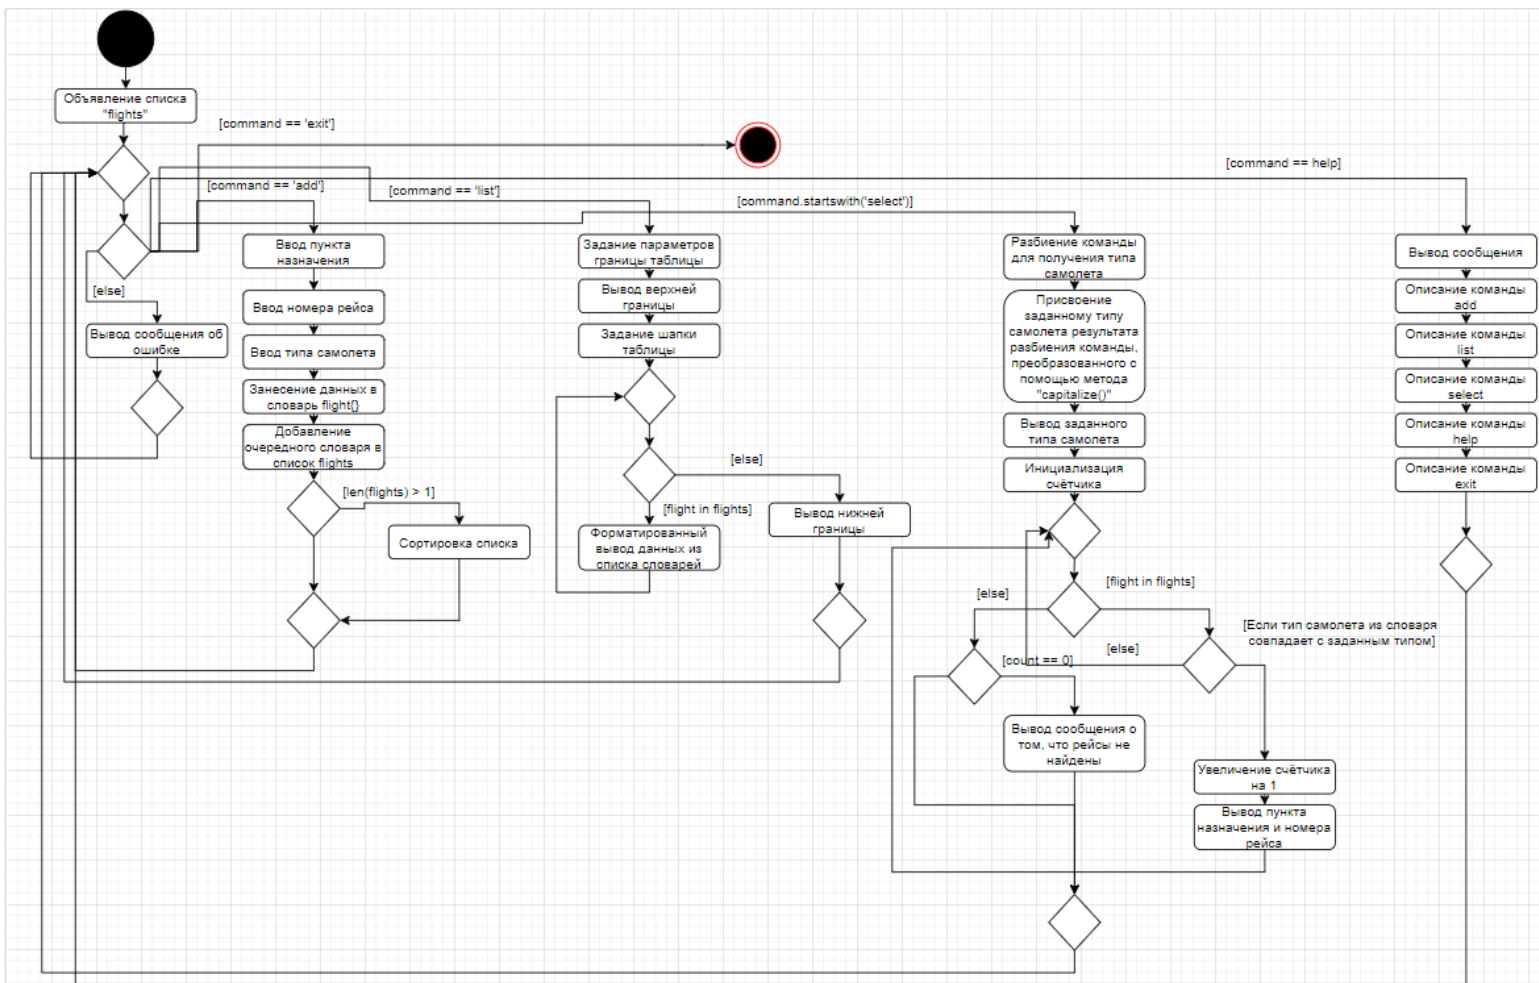 Объявление списка
"flights"
[command == 'exit']
[command == help]
[command == 'add']
[command == 'list']
[command.startswith('select')]
[else]
Вывод сообщения об
ошибке
Ввод пункта
назначения
Ввод номера рейса
Ввод типа самолета
Занесение данных в
словарь flight{}
Добавление
очередного словаря в
список flights
[len(flights) > 1]
Сортировка списка
Задание параметров
границы таблицы
Вывод верхней
границы
Задание шапки
таблицы
[else]
[flight in flights]
Форматированный
вывод данных из
списка словарей
Вывод нижней
границы
Разбиение команды
для получения типа
самолета
Присвоение
заданному типу
самолета результата
разбиения команды,
преобразованного с
помощью метода
"capitalize()"
Вывод заданного
типа самолета
Инициализация
счётчика
[flight in flights]
[else]
[Если тип самолета из словаря
совпадает с заданным типом]
[else]
[count == 0]
Вывод сообщения о
том, что рейсы не
найдены
Увеличение счётчика
на 1
Вывод пункта
назначения и номера
рейса
Вывод сообщения
Описание команды
add
Описание команды
list
Описание команды
select
Описание команды
help
Описание команды
exit